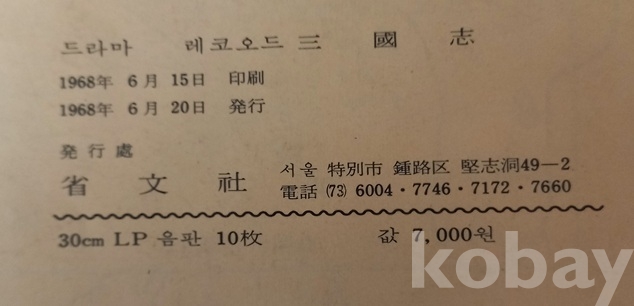 드라마 레코오드 三國志
1968年 6月 15日 印刷
1968年 6月 20日 発行
発行處
省文社
서울 特別市 鍾路区 堅志洞49—2
電話 (73) 6004・7746・7172・7660
30cm LP 음판 10枚 값 7,000원
kobay